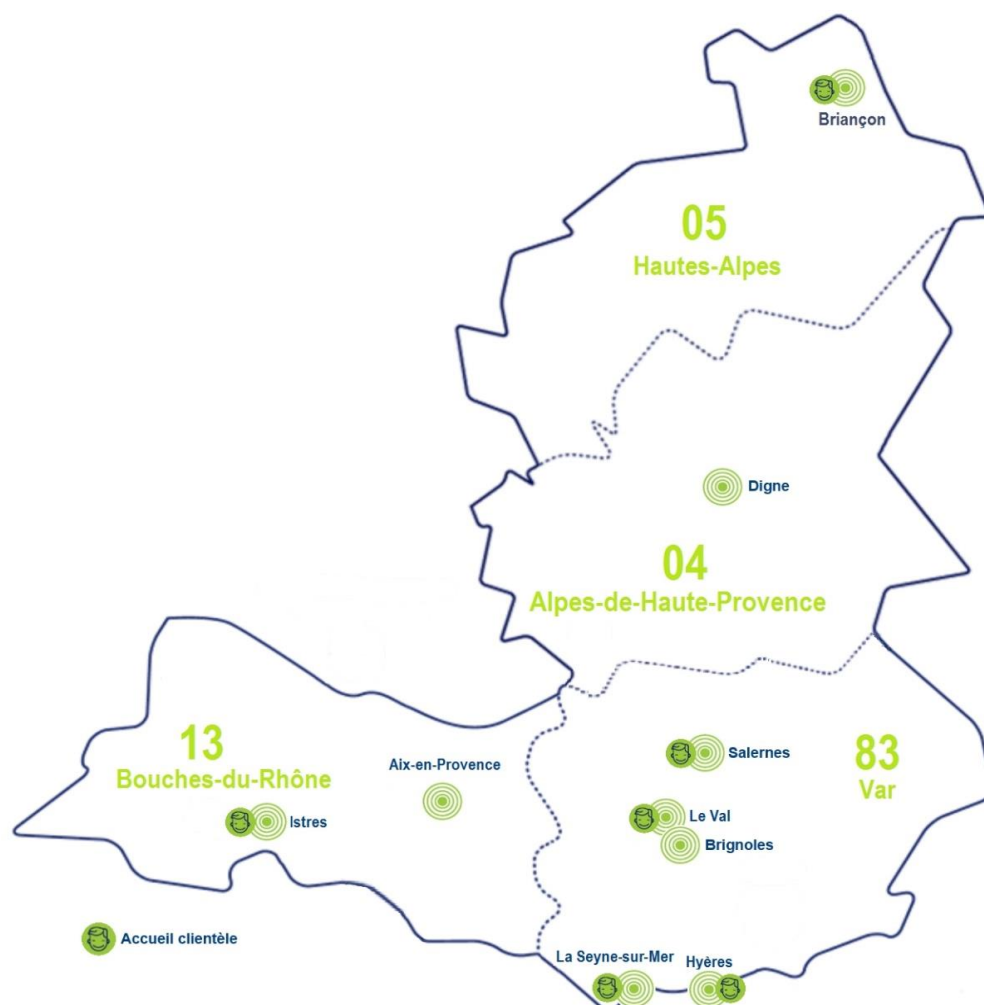 Briançon
05
Hautes-Alpes
Digne
04
Alpes-de-Haute-Provence
13
Bouches-du-Rhône
Aix-en-Provence
Istres
Salernes
83
Var
Le Val
Brignoles
Accueil clientèle
La Seyne-sur-Mer
Hyères